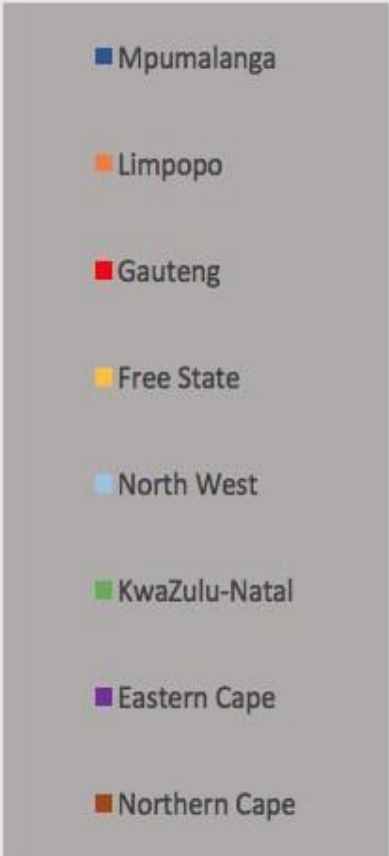 Mpumalanga
Limpopo
Gauteng
Free State
North West
KwaZulu-Natal
Eastern Cape
Northern Cape